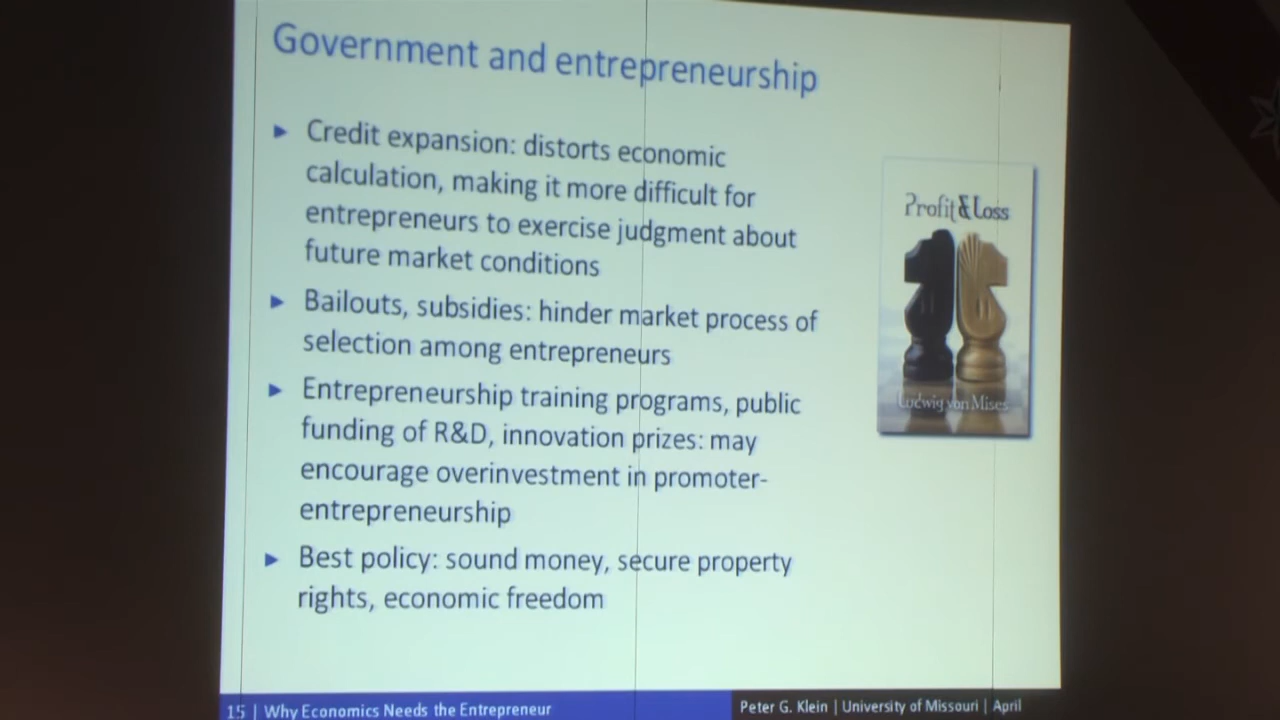 Government and entrepreneurship
► Credit expansion: distorts economic
calculation, making it more difficult for
entrepreneurs to exercise judgment about
future market conditions
► Bailouts, subsidies: hinder market process of
selection among entrepreneurs
► Entrepreneurship training programs, public
funding of R&D, innovation prizes: may
encourage overinvestment in promoter-
entrepreneurship
► Best policy: sound money, secure property
rights, economic freedom
Profit & Loss
Ludwig von Mises
15 | Why Economics Needs the Entrepreneur
Peter G. Klein | University of Missouri | April